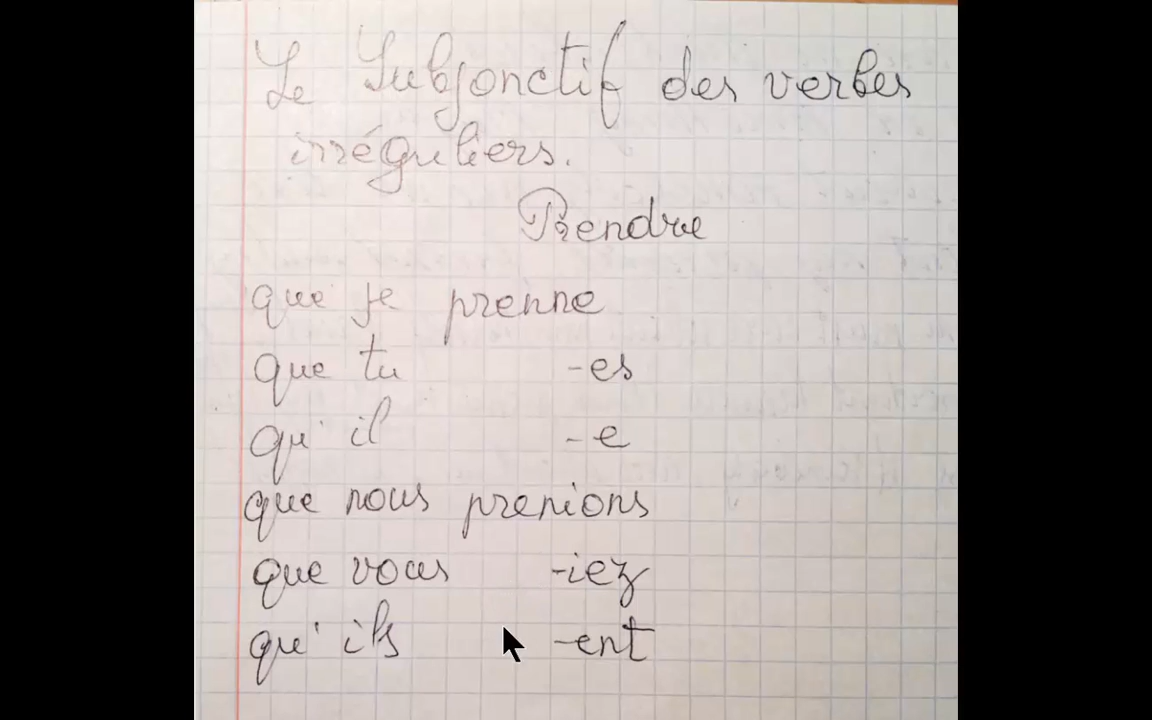 Le Subjonctif des verbes
irréguliers.
Prendre
que je prenne
que tu -es
qu'il -e
que nous prenions
que vous -iez
qu'ils -ent